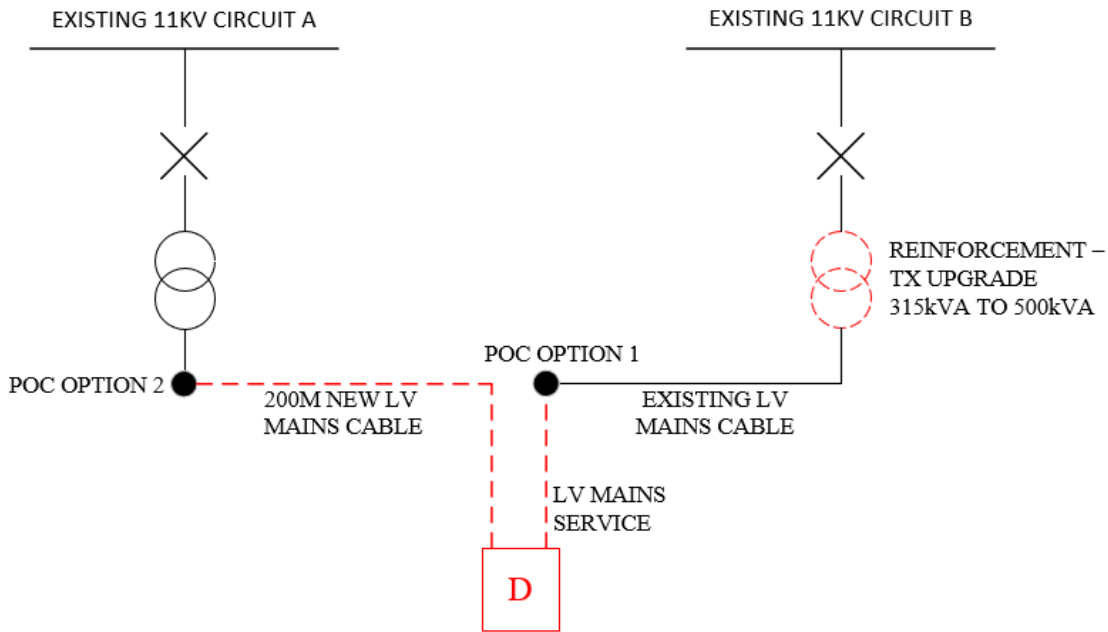 EXISTING 11KV CIRCUIT A
EXISTING 11KV CIRCUIT B
REINFORCEMENT –
TX UPGRADE
315kVA TO 500kVA
POC OPTION 1
POC OPTION 2
200M NEW LV
MAINS CABLE
EXISTING LV
MAINS CABLE
LV MAINS
SERVICE
D